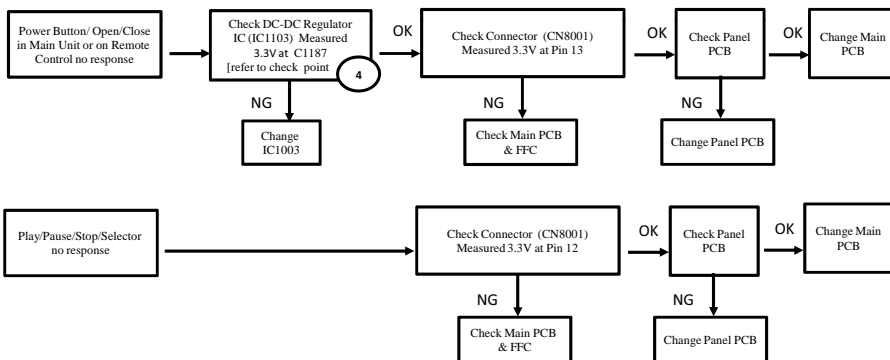 Power Button/ Open/Close
in Main Unit or on Remote
Control no response
Check DC-DC Regulator
IC (IC1103) Measured
3.3V at C1187
[refer to check point
4
OK
NG
Change
IC1003
Check Connector (CN8001)
Measured 3.3V at Pin 13
OK
NG
Check Main PCB
& FFC
Check Panel
PCB
OK
NG
Change Panel PCB
Change Main
PCB
Play/Pause/Stop/Selector
no response
Check Connector (CN8001)
Measured 3.3V at Pin 12
OK
NG
Check Main PCB
& FFC
Check Panel
PCB
OK
NG
Change Panel PCB
Change Main
PCB